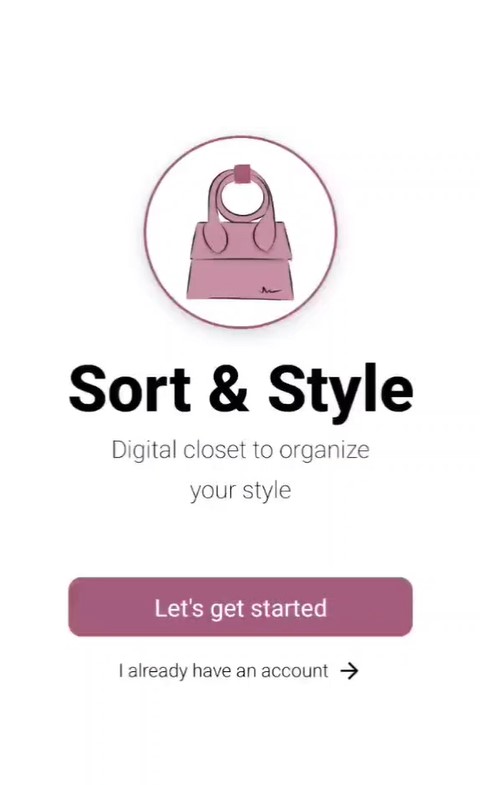 Sort & Style
Digital closet to organize
your style
Let's get started
I already have an account